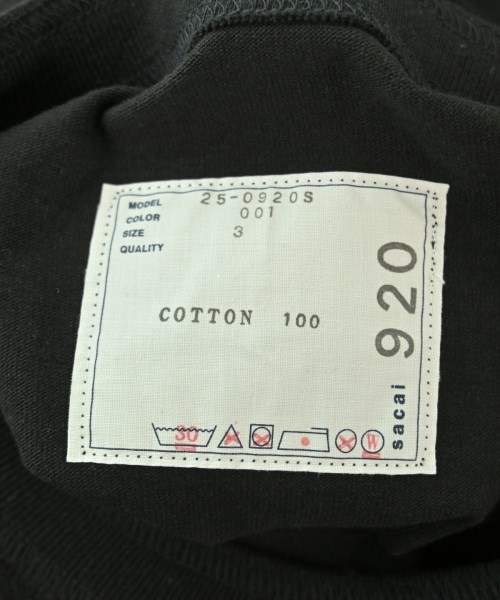 MODEL 25-0920S
COLOR 001
SIZE 3
QUALITY
COTTON 100
sacai 920
30
W